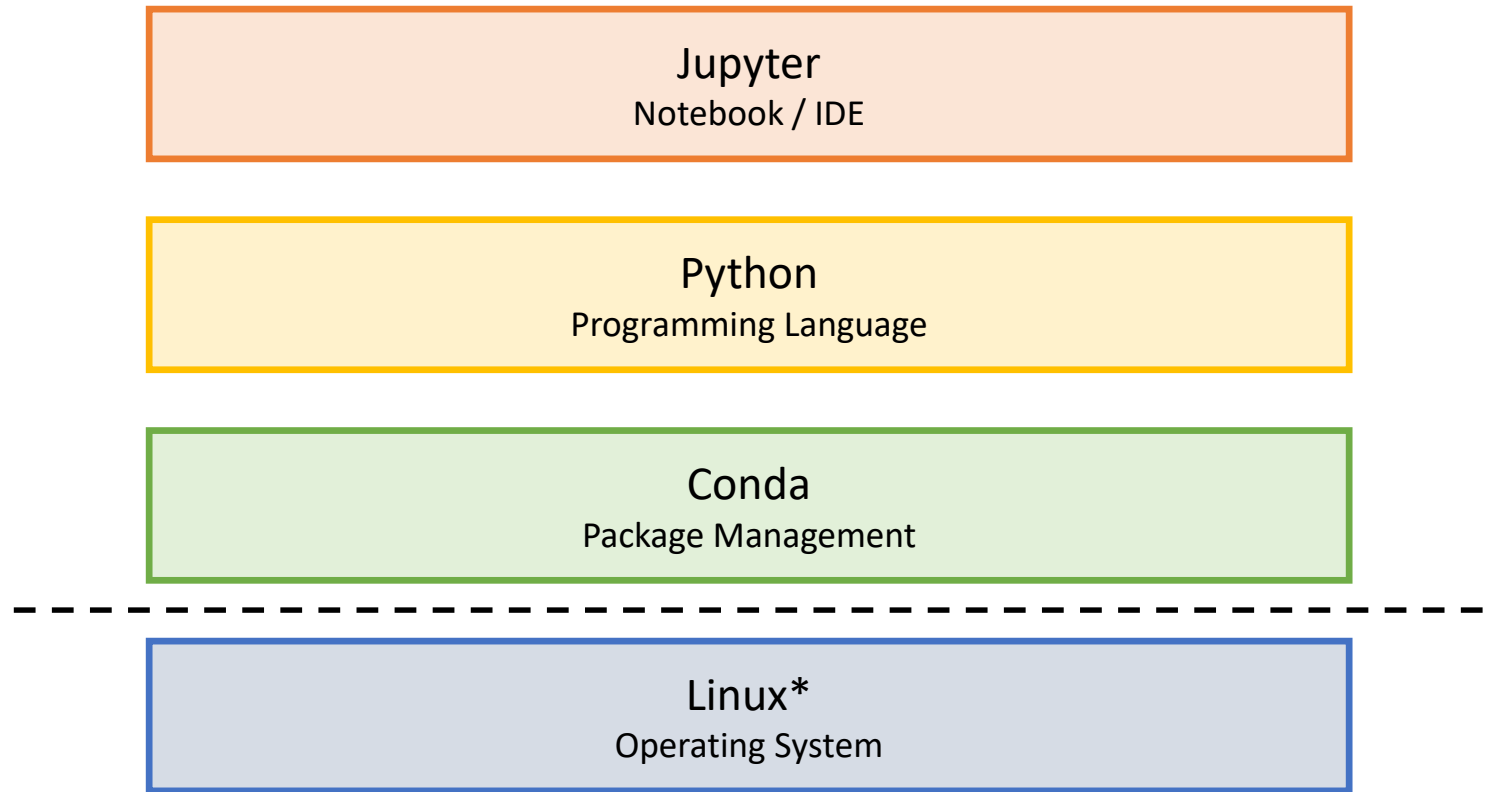 Jupyter
Notebook / IDE
Python
Programming Language
Conda
Package Management
Linux*
Operating System